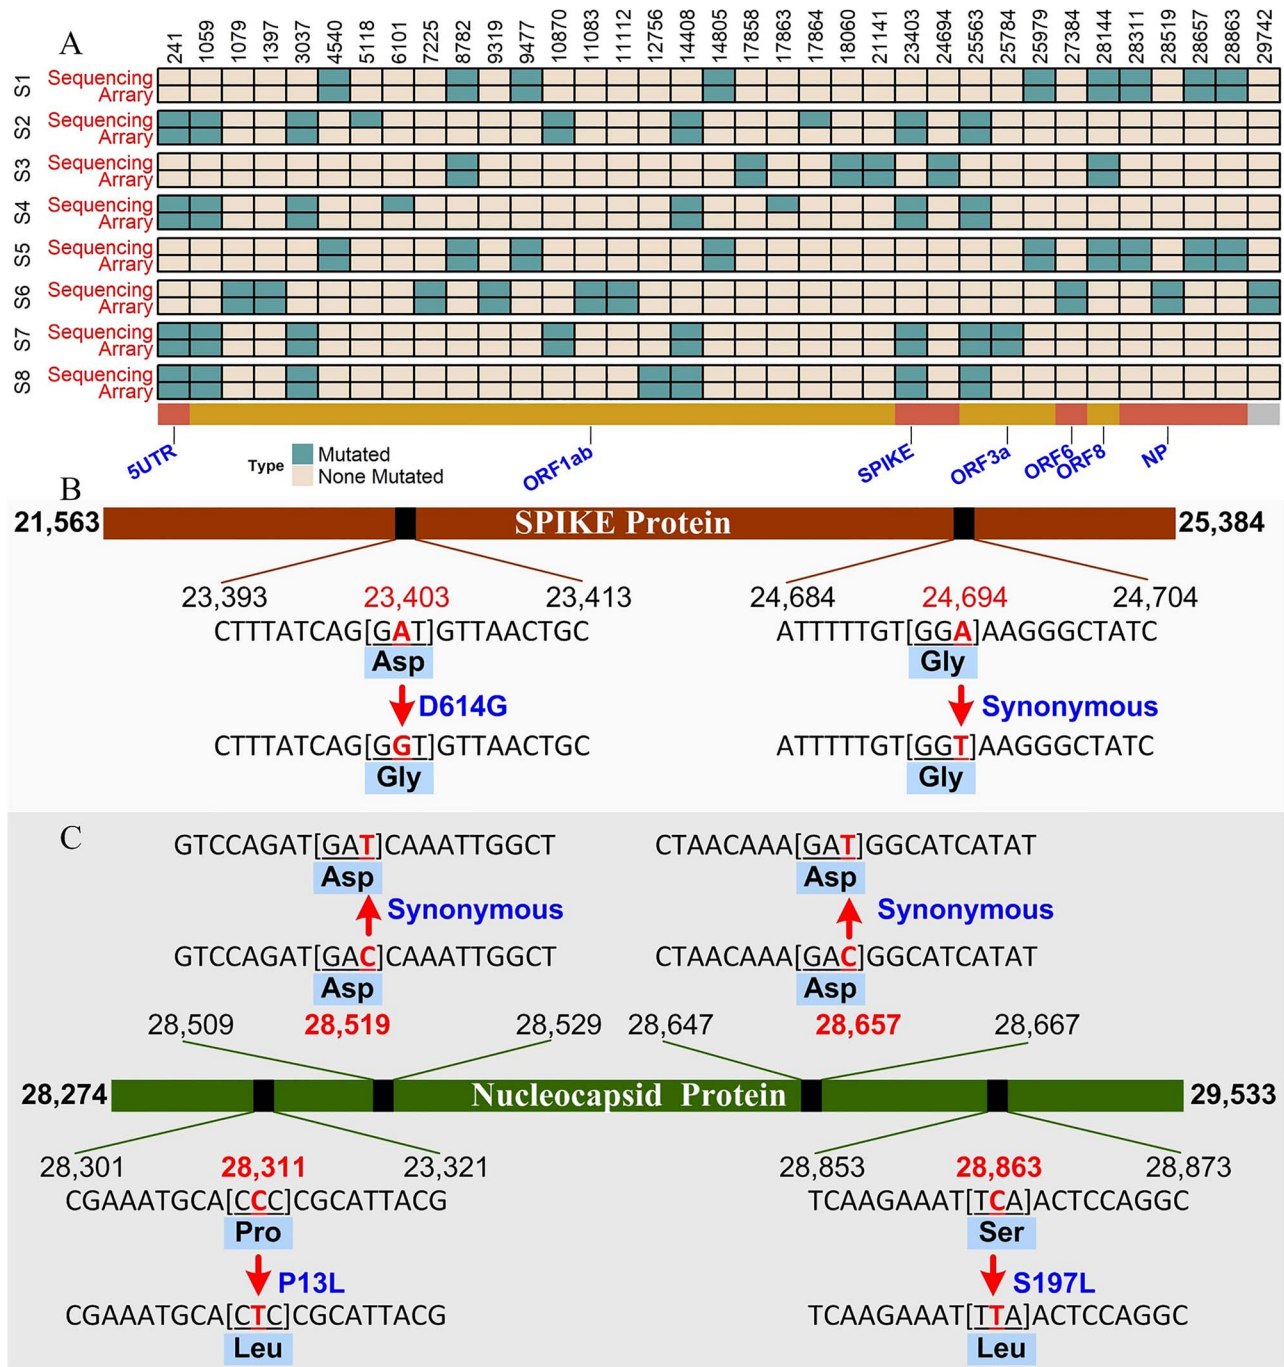 A
241 1059 1079 1397 3037 4540 5118 6101 7225 8782 9319 9477 10870 11083 11112 12756 14408 14805 17858 17863 17864 18060 21141 23403 24694 25563 25784 25979 27384 28144 28311 28519 28657 28863 29742
S1
Sequencing
Arrary
S2
Sequencing
Arrary
S3
Sequencing
Arrary
S4
Sequencing
Arrary
S5
Sequencing
Arrary
S6
Sequencing
Arrary
S7
Sequencing
Arrary
S8
Sequencing
Arrary
5UTR ORF1ab SPIKE ORF3a ORF6 ORF8 NP
Type
Mutated
None Mutated
B
21,563 SPIKE Protein 25,384
23,393 23,403 23,413 24,684 24,694 24,704
CTTTATCAG[GAT]GTTAACTGC ATTTTTGT[GGA]AAGGGCTATC
Asp Gly
D614G Synonymous
CTTTATCAG[GGT]GTTAACTGC ATTTTTGT[GGT]AAGGGCTATC
Gly Gly
C
GTCCAGAT[GAT]CAAATTGGCT CTAACAAA[GAT]GGCATCATAT
Asp Asp
Synonymous Synonymous
GTCCAGAT[GAC]CAAATTGGCT CTAACAAA[GAC]GGCATCATAT
Asp Asp
28,509 28,519 28,529 28,647 28,657 28,667
28,274 Nucleocapsid Protein 29,533
28,301 28,311 23,321 28,853 28,863 28,873
CGAAATGCA[CCC]CGCATTACG TCAAGAAAT[TCA]ACTCCAGGC
Pro Ser
P13L S197L
CGAAATGCA[CTC]CGCATTACG TCAAGAAAT[TTA]ACTCCAGGC
Leu Leu